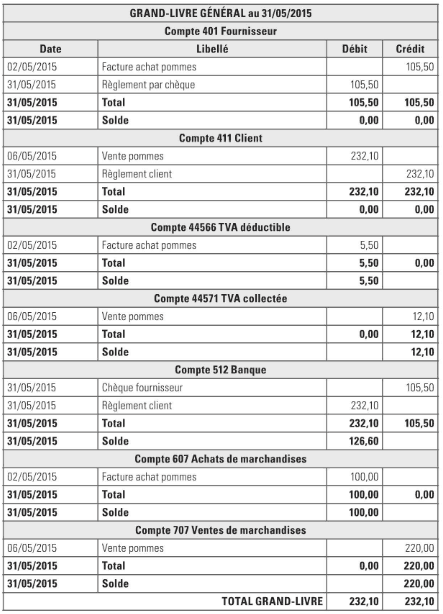 GRAND-LIVRE GÉNÉRAL au 31/05/2015
Compte 401 Fournisseur
Date Libellé Débit Crédit
02/05/2015 Facture achat pommes 105,50
31/05/2015 Règlement par chèque 105,50
31/05/2015 Total 105,50 105,50
31/05/2015 Solde 0,00 0,00
Compte 411 Client
06/05/2015 Vente pommes 232,10
31/05/2015 Règlement client 232,10
31/05/2015 Total 232,10 232,10
31/05/2015 Solde 0,00 0,00
Compte 44566 TVA déductible
02/05/2015 Facture achat pommes 5,50
31/05/2015 Total 5,50 0,00
31/05/2015 Solde 5,50
Compte 44571 TVA collectée
06/05/2015 Vente pommes 12,10
31/05/2015 Total 0,00 12,10
31/05/2015 Solde 12,10
Compte 512 Banque
31/05/2015 Chèque fournisseur 105,50
31/05/2015 Règlement client 232,10
31/05/2015 Total 232,10 105,50
31/05/2015 Solde 126,60
Compte 607 Achats de marchandises
02/05/2015 Facture achat pommes 100,00
31/05/2015 Total 100,00 0,00
31/05/2015 Solde 100,00
Compte 707 Ventes de marchandises
06/05/2015 Vente pommes 220,00
31/05/2015 Total 0,00 220,00
31/05/2015 Solde 220,00
TOTAL GRAND-LIVRE 232,10 232,10